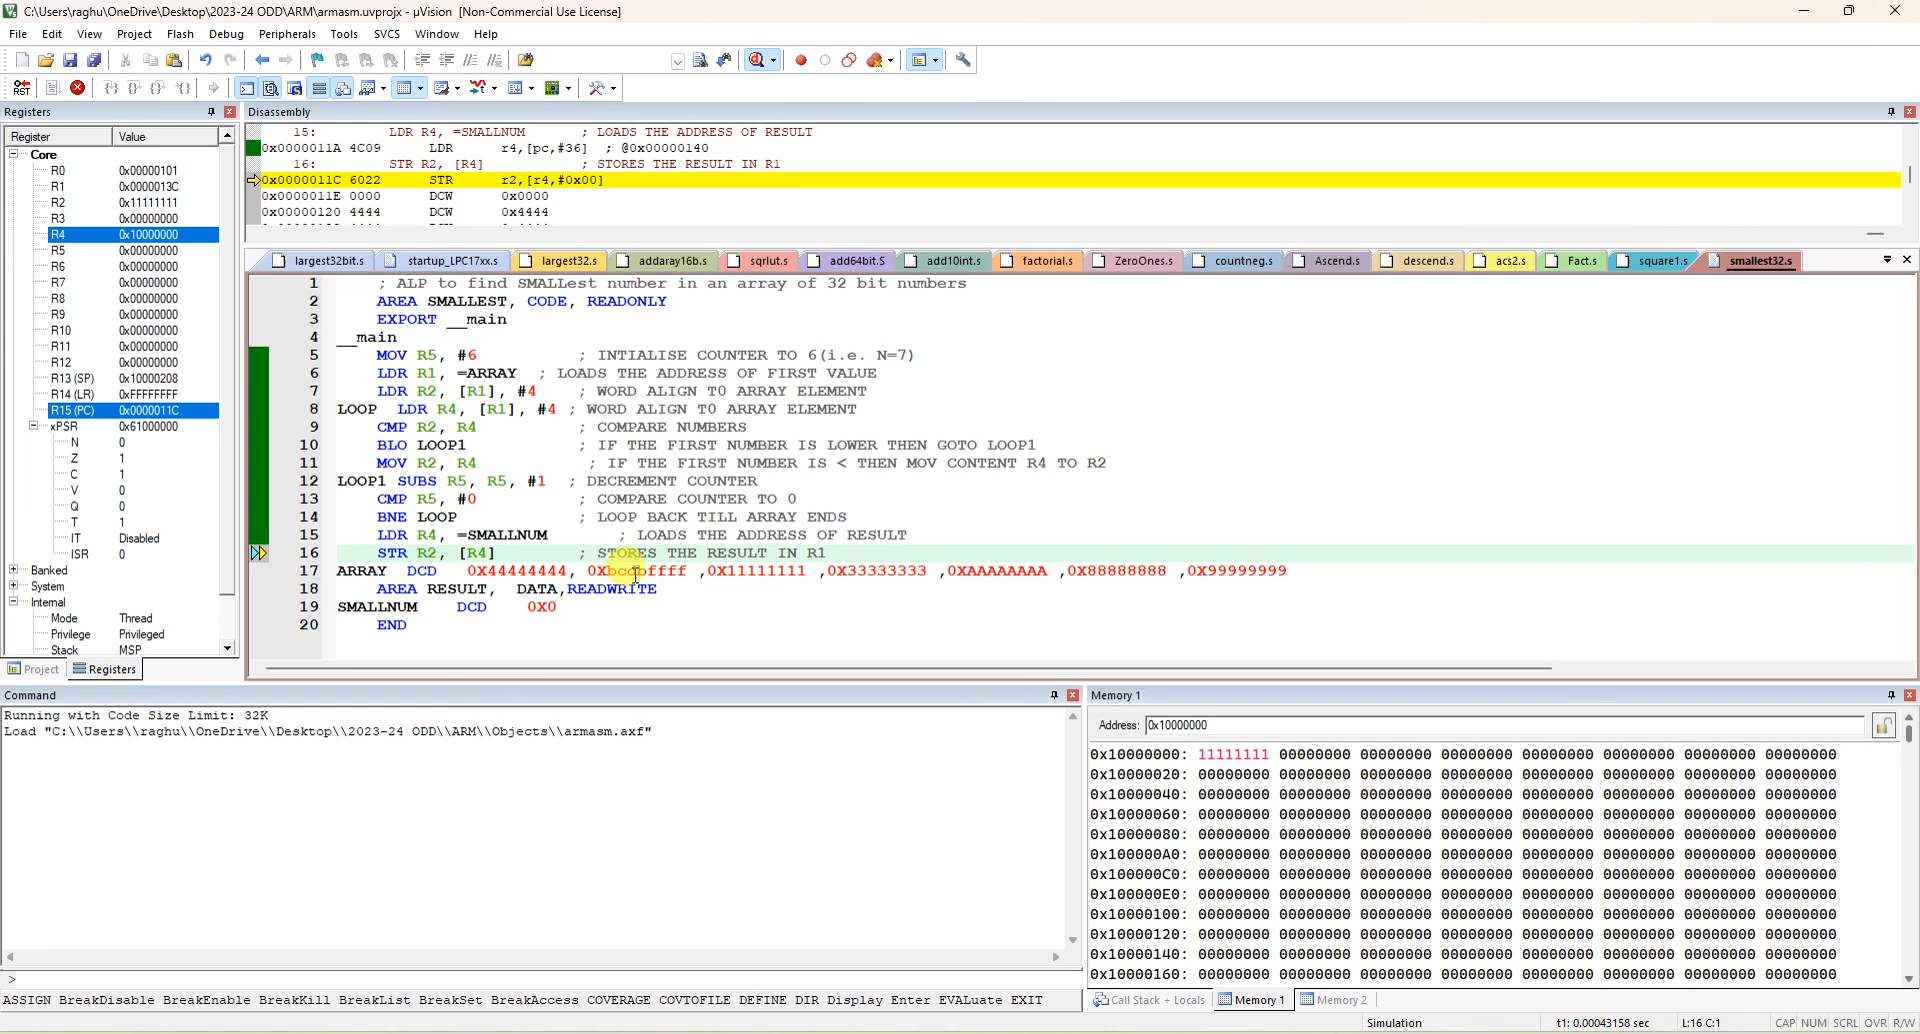 C:\Users\raghu\OneDrive\Desktop\2023-24 ODD\ARM\armasm.uvprojx - µVision [Non-Commercial Use License]
File Edit View Project Flash Debug Peripherals Tools SVCS Window Help
Registers
Register Value
Core
R0 0x00000101
R1 0x0000013C
R2 0x11111111
R3 0x00000000
R4 0x10000000
R5 0x00000000
R6 0x00000000
R7 0x00000000
R8 0x00000000
R9 0x00000000
R10 0x00000000
R11 0x00000000
R12 0x00000000
R13 (SP) 0x10000208
R14 (LR) 0xFFFFFFFF
R15 (PC) 0x0000011C
xPSR 0x61000000
N 0
Z 1
C 1
V 0
Q 0
T 1
IT Disabled
ISR 0
Banked
System
Internal
Mode Thread
Privilege Privileged
Stack MSP
Project Registers
Disassembly
15: LDR R4, =SMALLNUM ; LOADS THE ADDRESS OF RESULT
0x0000011A 4C09 LDR r4,[pc,#36] ; @0x00000140
16: STR R2, [R4] ; STORES THE RESULT IN R1
0x0000011C 6022 STR r2,[r4,#0x00]
0x0000011E 0000 DCW 0x0000
0x00000120 4444 DCW 0x4444
largest32bit.s startup_LPC17xx.s largest32.s addaray16b.s sqrlut.s add64bit.S add10int.s factorial.s ZeroOnes.s countneg.s Ascend.s descend.s acs2.s Fact.s square1.s smallest32.s
1 ; ALP to find SMALLest number in an array of 32 bit numbers
2 AREA SMALLEST, CODE, READONLY
3 EXPORT __main
4 __main
5 MOV R5, #6 ; INTIALISE COUNTER TO 6(i.e. N=7)
6 LDR R1, =ARRAY ; LOADS THE ADDRESS OF FIRST VALUE
7 LDR R2, [R1], #4 ; WORD ALIGN T0 ARRAY ELEMENT
8 LOOP LDR R4, [R1], #4 ; WORD ALIGN T0 ARRAY ELEMENT
9 CMP R2, R4 ; COMPARE NUMBERS
10 BLO LOOP1 ; IF THE FIRST NUMBER IS LOWER THEN GOTO LOOP1
11 MOV R2, R4 ; IF THE FIRST NUMBER IS < THEN MOV CONTENT R4 TO R2
12 LOOP1 SUBS R5, R5, #1 ; DECREMENT COUNTER
13 CMP R5, #0 ; COMPARE COUNTER TO 0
14 BNE LOOP ; LOOP BACK TILL ARRAY ENDS
15 LDR R4, =SMALLNUM ; LOADS THE ADDRESS OF RESULT
16 STR R2, [R4] ; STORES THE RESULT IN R1
17 ARRAY DCD 0X44444444, ,0X11111111 ,0X33333333 ,0XAAAAAAAA ,0X88888888 ,0X99999999
18 AREA RESULT, DATA,READWRITE
19 SMALLNUM DCD 0X0
20 END
Command
Running with Code Size Limit: 32K
Load "C:\\Users\\raghu\\OneDrive\\Desktop\\2023-24 ODD\\ARM\\Objects\\armasm.axf"
>
ASSIGN BreakDisable BreakEnable BreakKill BreakList BreakSet BreakAccess COVERAGE COVTOFILE DEFINE DIR Display Enter EVALuate EXIT
Memory 1
Address: 0x10000000
0x10000000: 11111111 00000000 00000000 00000000 00000000 00000000 00000000 00000000
0x10000020: 00000000 00000000 00000000 00000000 00000000 00000000 00000000 00000000
0x10000040: 00000000 00000000 00000000 00000000 00000000 00000000 00000000 00000000
0x10000060: 00000000 00000000 00000000 00000000 00000000 00000000 00000000 00000000
0x10000080: 00000000 00000000 00000000 00000000 00000000 00000000 00000000 00000000
0x100000A0: 00000000 00000000 00000000 00000000 00000000 00000000 00000000 00000000
0x100000C0: 00000000 00000000 00000000 00000000 00000000 00000000 00000000 00000000
0x100000E0: 00000000 00000000 00000000 00000000 00000000 00000000 00000000 00000000
0x10000100: 00000000 00000000 00000000 00000000 00000000 00000000 00000000 00000000
0x10000120: 00000000 00000000 00000000 00000000 00000000 00000000 00000000 00000000
0x10000140: 00000000 00000000 00000000 00000000 00000000 00000000 00000000 00000000
0x10000160: 00000000 00000000 00000000 00000000 00000000 00000000 00000000 00000000
Call Stack + Locals Memory 1 Memory 2
Simulation t1: 0.00043158 sec L:16 C:1 CAP NUM SCRL OVR R/W